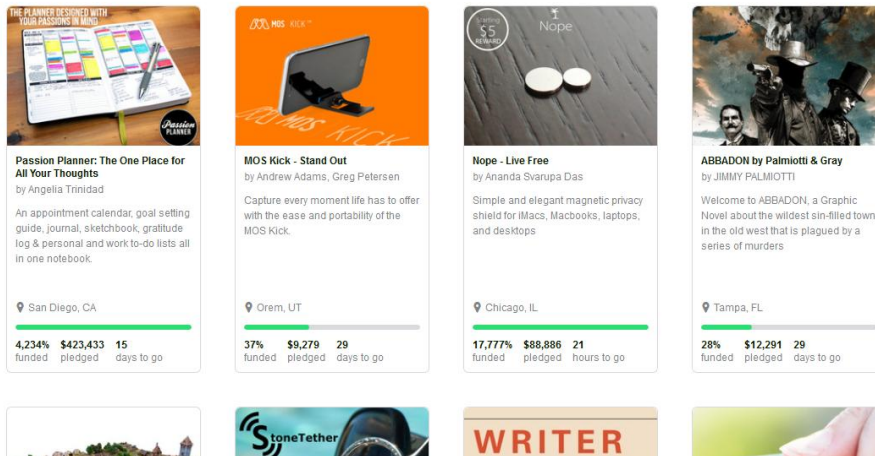 THE PLANNER DESIGNED WITH
YOUR PASSIONS IN MIND
Passion
PLANNER
Passion Planner: The One Place for
All Your Thoughts
by Angelia Trinidad
An appointment calendar, goal setting
guide, journal, sketchbook, gratitude
log & personal and work to-do lists all
in one notebook.
San Diego, CA
4,234% $423,433 15
funded pledged days to go
MOS KICK™
MOS KICK
MOS Kick - Stand Out
by Andrew Adams, Greg Petersen
Capture every moment life has to offer
with the ease and portability of the
MOS Kick.
Orem, UT
37% $9,279 29
funded pledged days to go
Starting
$5
REWARD
Nope
Nope - Live Free
by Ananda Svarupa Das
Simple and elegant magnetic privacy
shield for iMacs, Macbooks, laptops,
and desktops
Chicago, IL
17,777% $88,886 21
funded pledged hours to go
ABBADON by Palmiotti & Gray
by JIMMY PALMIOTTI
Welcome to ABBADON, a Graphic
Novel about the wildest sin-filled town
in the old west that is plagued by a
series of murders
Tampa, FL
28% $12,291 29
funded pledged days to go
StoneTether
WRITER